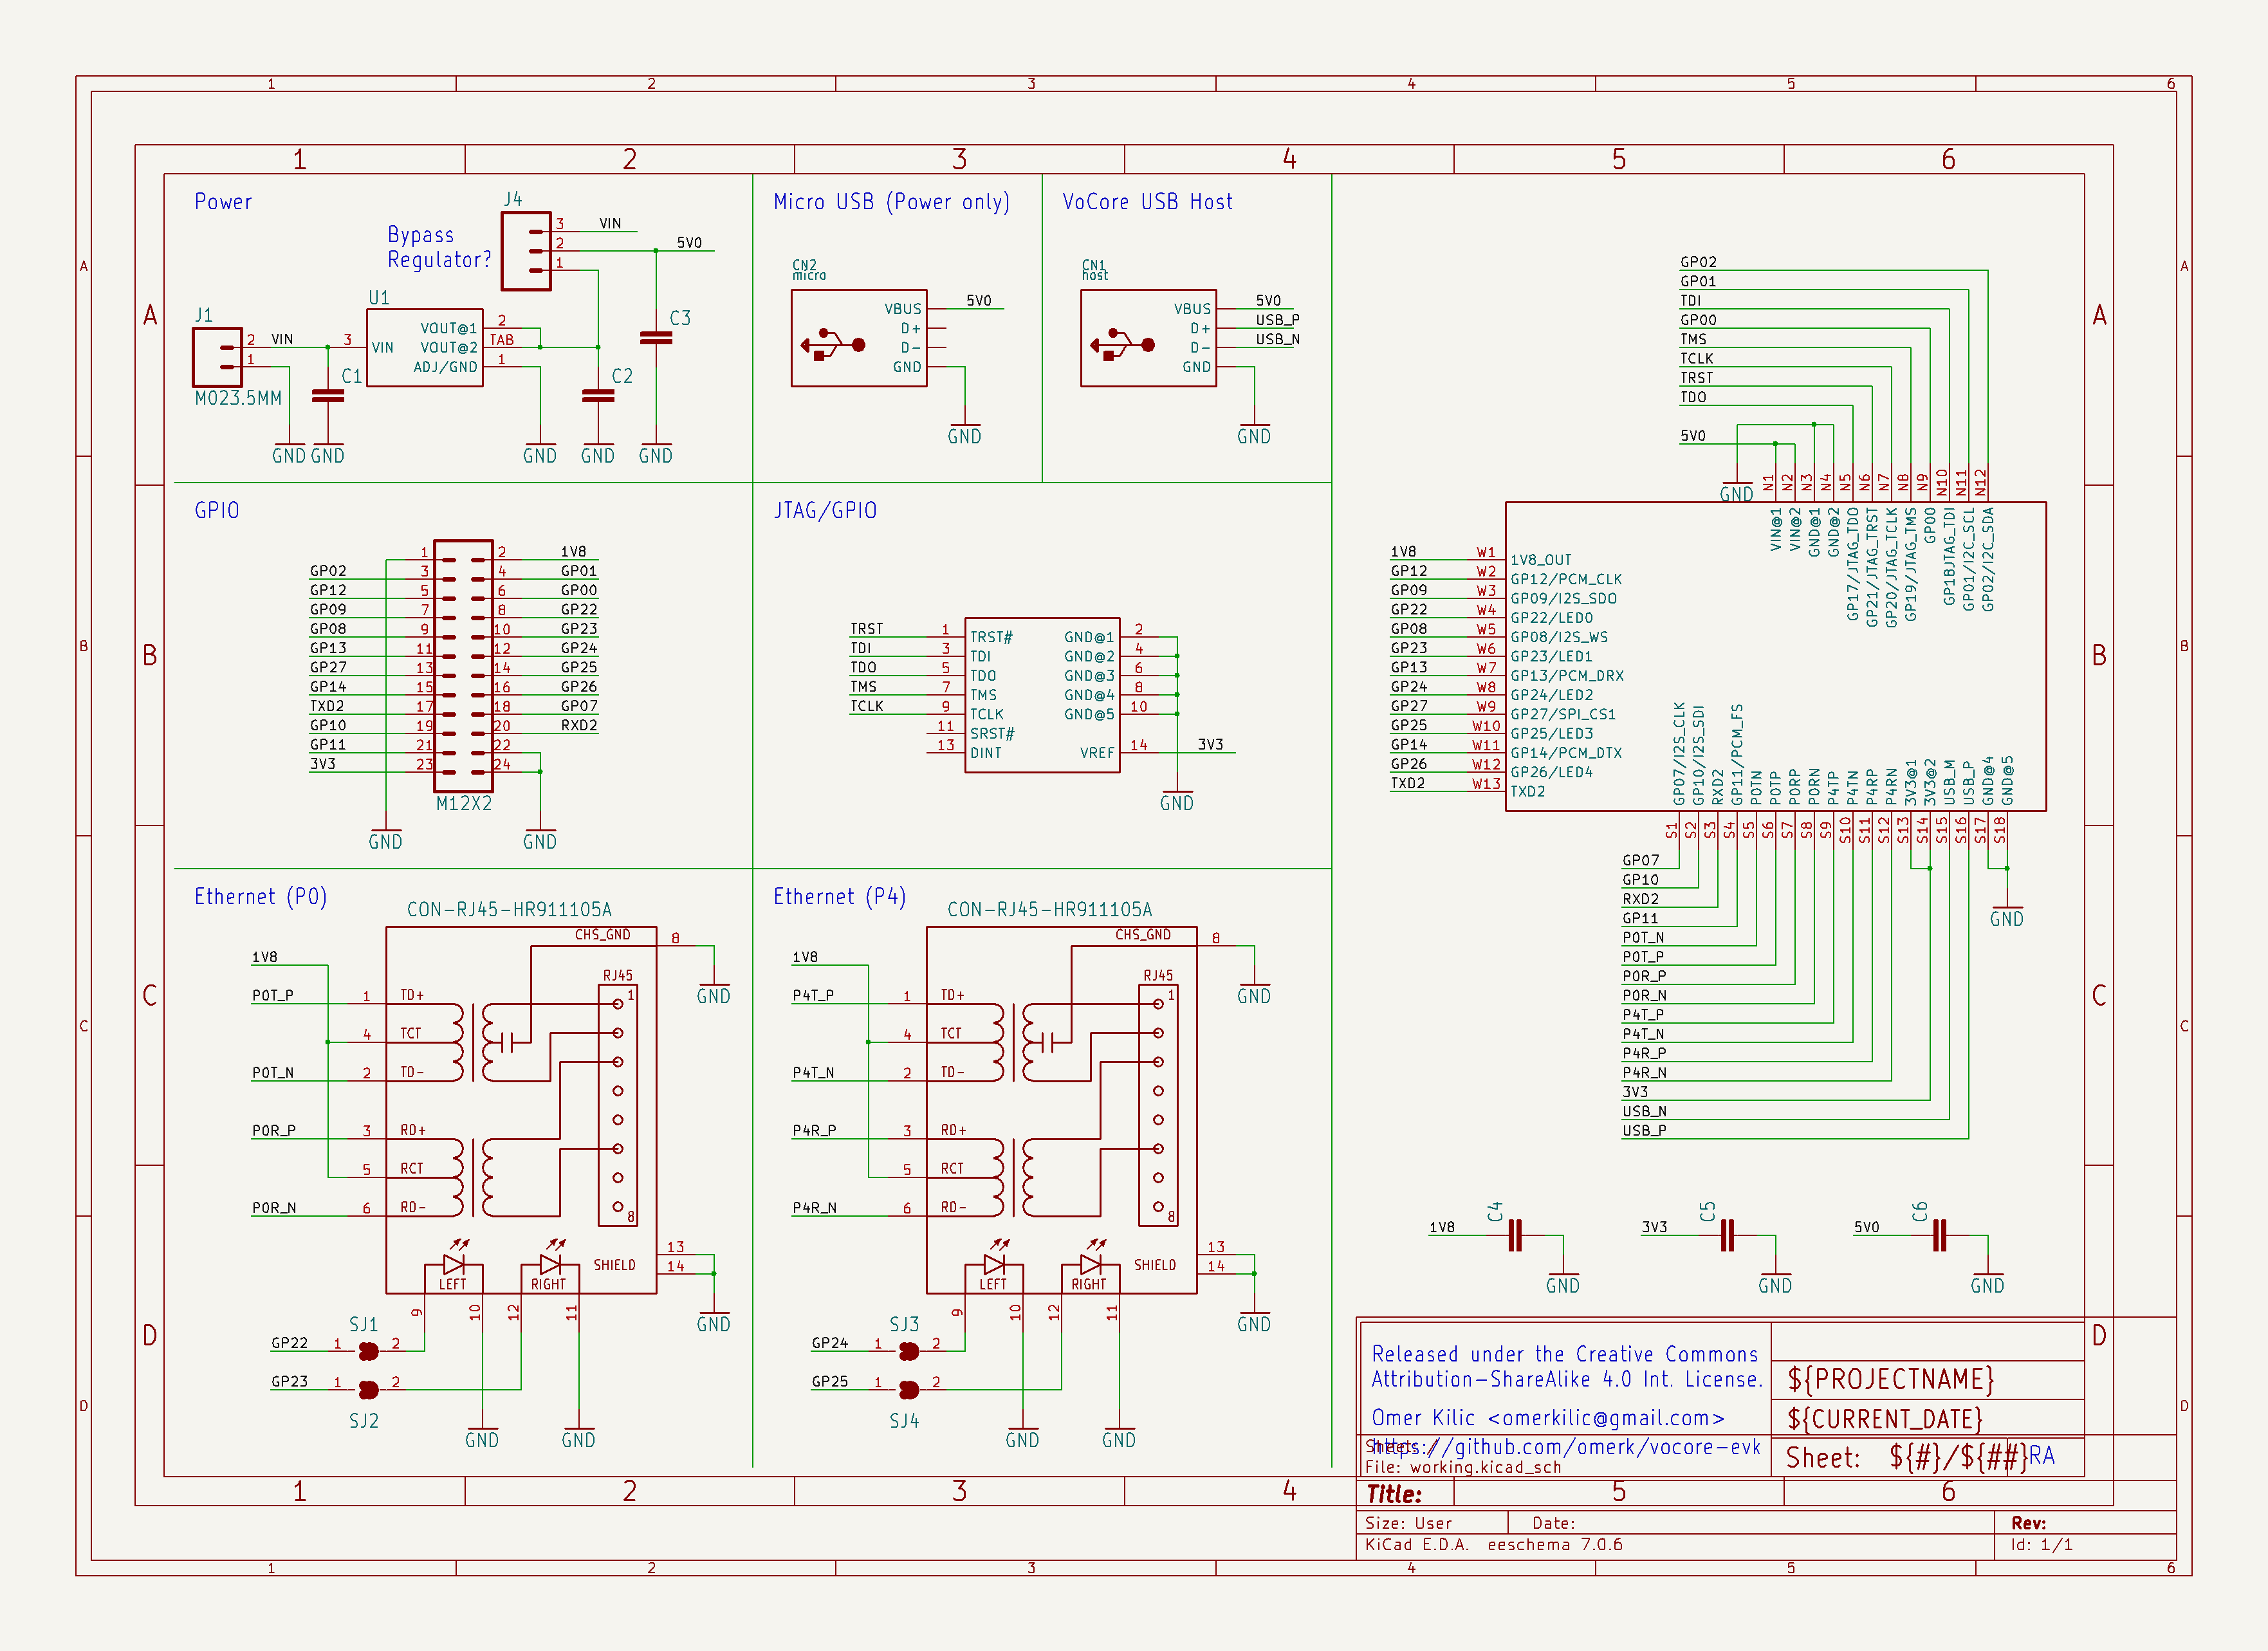 1 2 3 4 5 6
1 2 3 4 5 6
A A
A A
B B
B B
C C
C C
D D
D D
Power
J4
Bypass
Regulator?
3 VIN
2 5V0
1
J1
2 VIN
1
M023.5MM
U1
3 VIN
VOUT@1 2
VOUT@2 TAB
ADJ/GND 1
C1
C2
C3
GND GND GND GND GND
Micro USB (Power only)
CN2
micra
VBUS 5V0
D+
D-
GND
GND
VoCore USB Host
CN1
host
VBUS 5V0
D+ USB_P
D- USB_N
GND
GND
GPIO
1 2 1V8
GP02 3 4 GP01
GP12 5 6 GP00
GP09 7 8 GP22
GP08 9 10 GP23
GP13 11 12 GP24
GP27 13 14 GP25
GP14 15 16 GP26
TXD2 17 18 GP07
GP10 19 20 RXD2
GP11 21 22
3V3 23 24
M12X2
GND GND
JTAG/GPIO
TRST 1 TRST# GND@1 2
TDI 3 TDI GND@2 4
TDO 5 TDO GND@3 6
TMS 7 TMS GND@4 8
TCLK 9 TCLK GND@5 10
11 SRST#
13 DINT VREF 14 3V3
GND
GP02
GP01
TDI
GP00
TMS
TCLK
TRST
TDO
5V0
GND
N1 N2 N3 N4 N5 N6 N7 N8 N9 N10 N11 N12
VIN@1
VIN@2
GND@1
GND@2
GP17/JTAG_TDO
GP21/JTAG_TRST
GP20/JTAG_TCLK
GP19/JTAG_TMS
GP00
GP18JTAG_TDI
GP01/I2C_SCL
GP02/I2C_SDA
1V8 W1 1V8_OUT
GP12 W2 GP12/PCM_CLK
GP09 W3 GP09/I2S_SDO
GP22 W4 GP22/LED0
GP08 W5 GP08/I2S_WS
GP23 W6 GP23/LED1
GP13 W7 GP13/PCM_DRX
GP24 W8 GP24/LED2
GP27 W9 GP27/SPI_CS1
GP25 W10 GP25/LED3
GP14 W11 GP14/PCM_DTX
GP26 W12 GP26/LED4
TXD2 W13 TXD2
GP07/I2S_CLK
GP10/I2S_SDI
RXD2
GP11/PCM_FS
P0TN
P0TP
P0RP
P0RN
P4TP
P4TN
P4RP
P4RN
3V3@1
3V3@2
USB_M
USB_P
GND@4
GND@5
S1 S2 S3 S4 S5 S6 S7 S8 S9 S10 S11 S12 S13 S14 S15 S16 S17 S18
GP07
GP10
RXD2
GP11
P0T_N
P0T_P
P0R_P
P0R_N
P4T_P
P4T_N
P4R_P
P4R_N
3V3
USB_N
USB_P
GND
Ethernet (P0)
CON-RJ45-HR911105A
CHS_GND 8
GND
1V8
RJ45
P0T_P 1 TD+ 1
4 TCT
P0T_N 2 TD-
P0R_P 3 RD+
5 RCT
P0R_N 6 RD- 8
SHIELD 13
14
GND
LEFT RIGHT
9 10 12 11
SJ1
GP22 1 2
GP23 1 2
SJ2
GND GND
Ethernet (P4)
CON-RJ45-HR911105A
CHS_GND 8
GND
1V8
RJ45
P4T_P 1 TD+ 1
4 TCT
P4T_N 2 TD-
P4R_P 3 RD+
5 RCT
P4R_N 6 RD- 8
SHIELD 13
14
GND
LEFT RIGHT
9 10 12 11
SJ3
GP24 1 2
GP25 1 2
SJ4
GND GND
1V8 C4 GND
3V3 C5 GND
5V0 C6 GND
Released under the Creative Commons
Attribution-ShareAlike 4.0 Int. License.
Omer Kilic <omerkilic@gmail.com>
https://github.com/omerk/vocore-evk
Sheet: /
File: working.kicad_sch
${PROJECTNAME}
${CURRENT_DATE}
Sheet: ${#}/${##}RA
Title:
Size: User Date: Rev:
KiCad E.D.A. eeschema 7.0.6 Id: 1/1
1 2 3 4 5 6
1 2 3 4 5 6